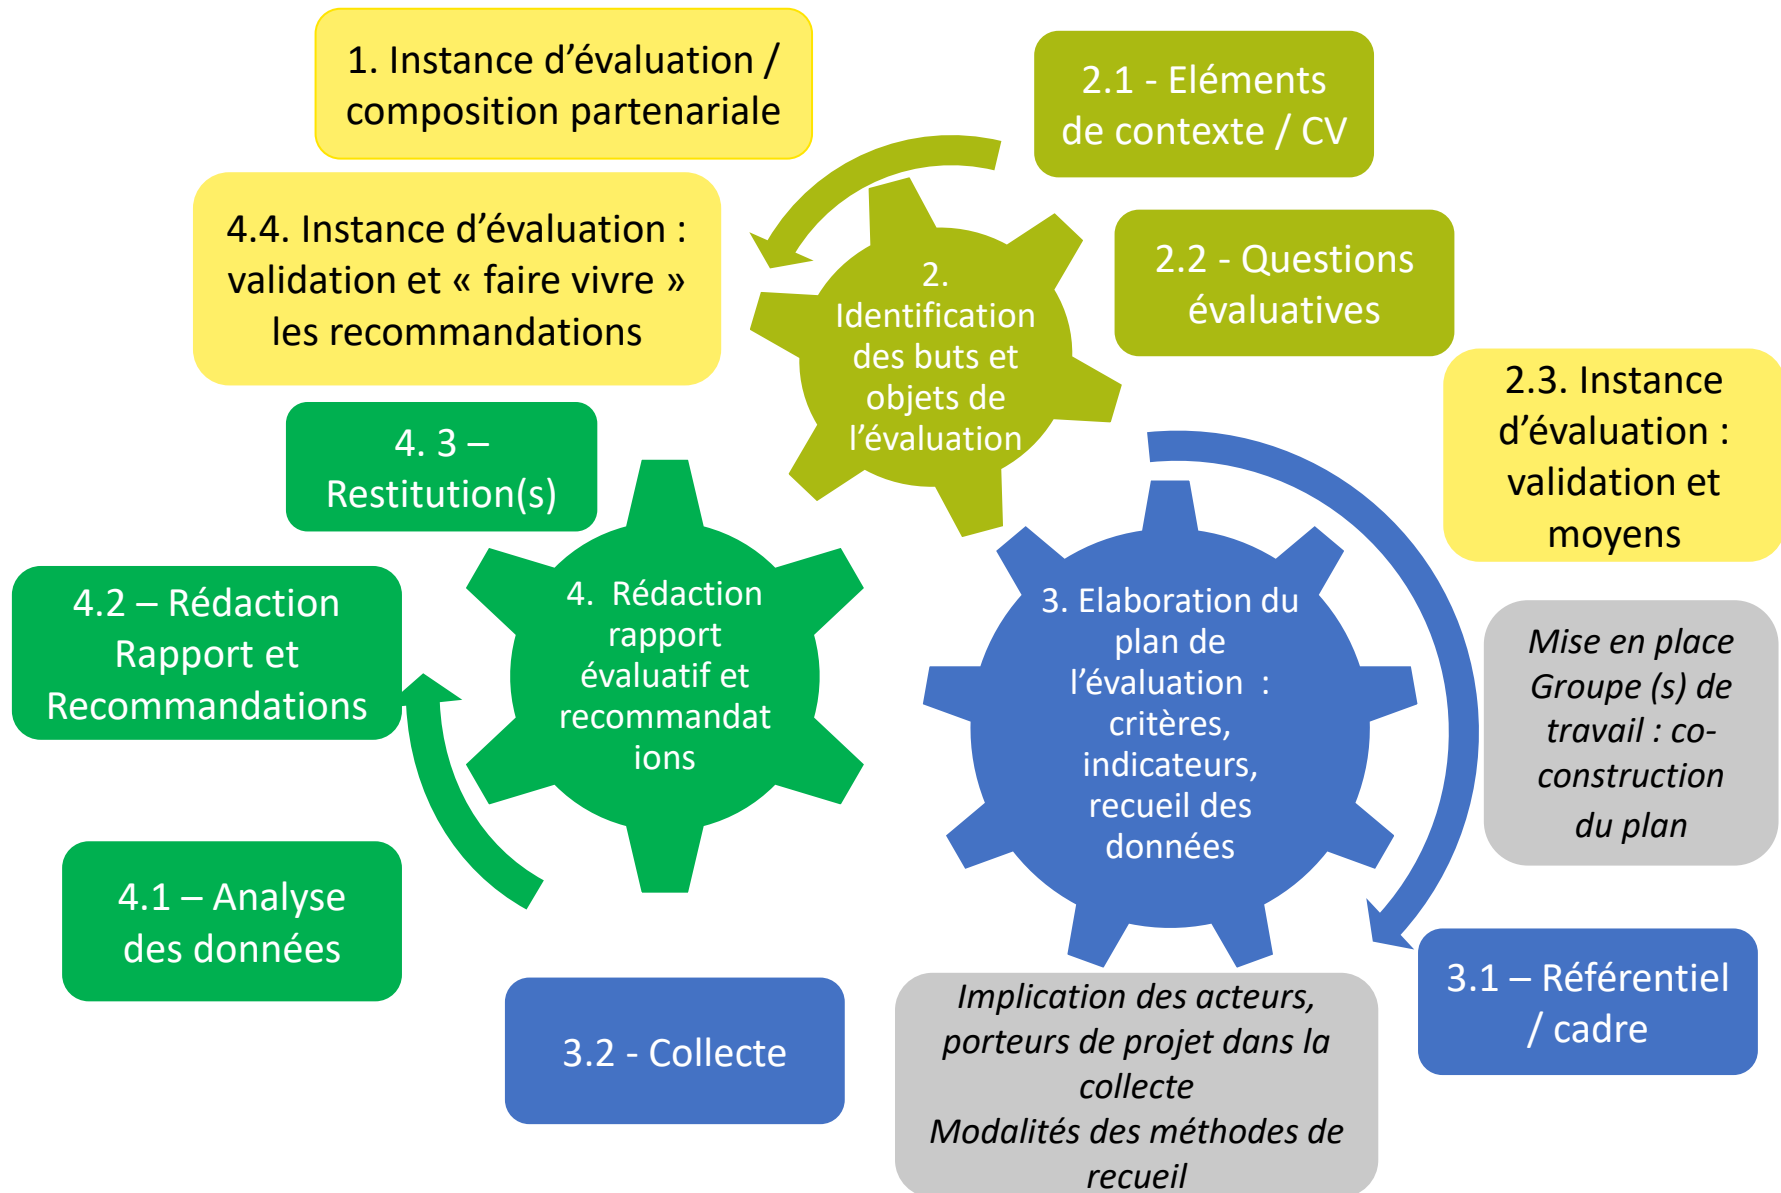 1. Instance d’évaluation /
composition partenariale
2.1 - Eléments
de contexte / CV
4.4. Instance d’évaluation :
validation et « faire vivre »
les recommandations
2.
Identification
des buts et
objets de
l’évaluation
2.2 - Questions
évaluatives
2.3. Instance
d’évaluation :
validation et
moyens
4. 3 –
Restitution(s)
4.2 – Rédaction
Rapport et
Recommandations
4.  Rédaction
rapport
évaluatif et
recommandat
ions
3. Elaboration du
plan de
l’évaluation  :
critères,
indicateurs,
recueil des
données
Mise en place
Groupe (s) de
travail : co-
construction
du plan
4.1 – Analyse
des données
3.2 - Collecte
Implication des acteurs,
porteurs de projet dans la
collecte
Modalités des méthodes de
recueil
3.1 – Référentiel
/ cadre